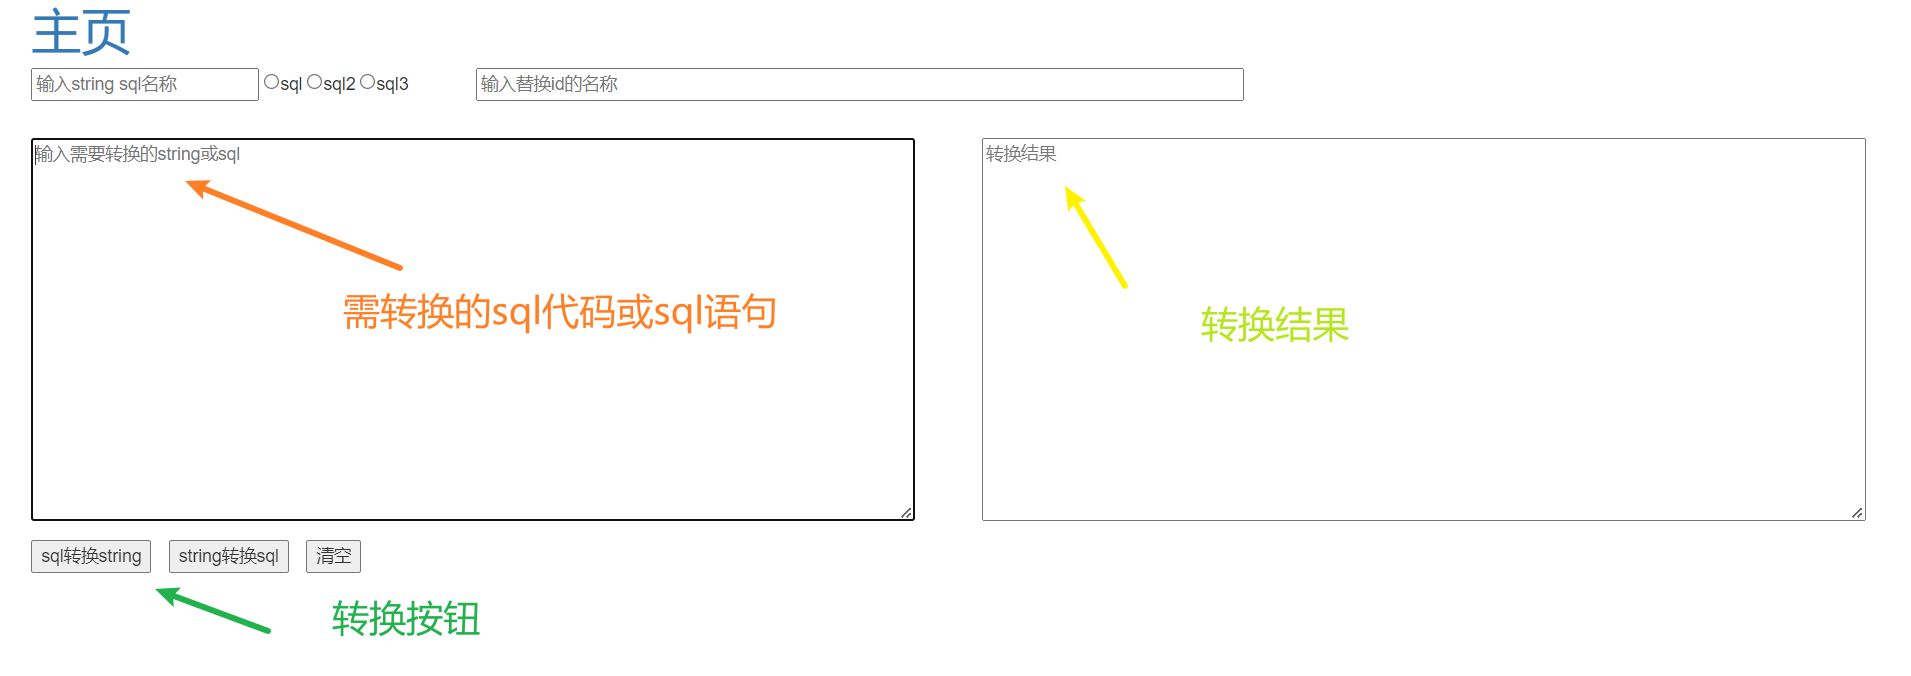 主页
输入string sql名称 sql sql2 sql3 输入替换id的名称
输入需要转换的string或sql
转换结果
需转换的sql代码或sql语句
转换结果
sql转换string string转换sql 清空
转换按钮